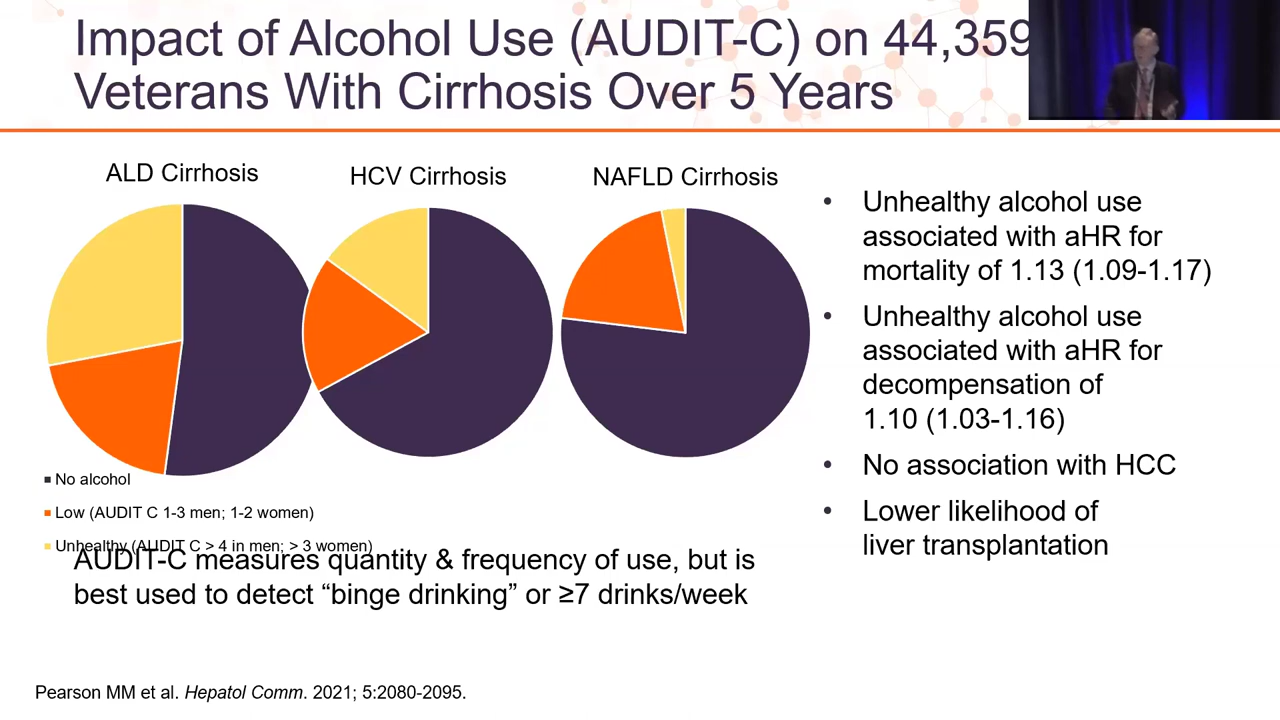 Impact of Alcohol Use (AUDIT-C) on 44,359
Veterans With Cirrhosis Over 5 Years
ALD Cirrhosis
HCV Cirrhosis
NAFLD Cirrhosis
No alcohol
Low (AUDIT C 1-3 men; 1-2 women)
Unhealthy (AUDIT C > 4 in men; > 3 women)
AUDIT-C measures quantity & frequency of use, but is
best used to detect “binge drinking” or ≥7 drinks/week
• Unhealthy alcohol use
associated with aHR for
mortality of 1.13 (1.09-1.17)
• Unhealthy alcohol use
associated with aHR for
decompensation of
1.10 (1.03-1.16)
• No association with HCC
• Lower likelihood of
liver transplantation
Pearson MM et al. Hepatol Comm. 2021; 5:2080-2095.